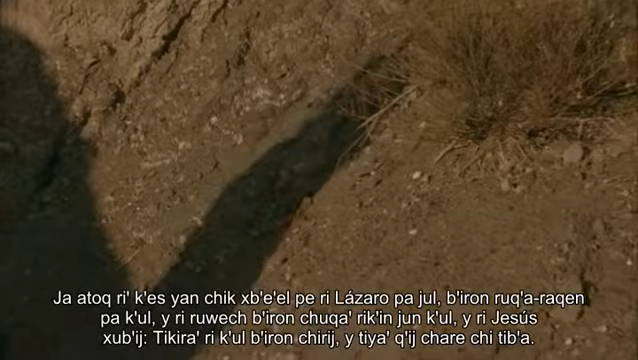 Ja atoq ri' k'es yan chik xb'e'el pe ri Lázaro pa jul, b'iron ruq'a-raqen
pa k'ul, y ri ruwech b'iron chuqa' rik'in jun k'ul, y ri Jesús
xub'ij: Tikira' ri k'ul b'iron chirij, y tiya' q'ij chare chi tib'a.